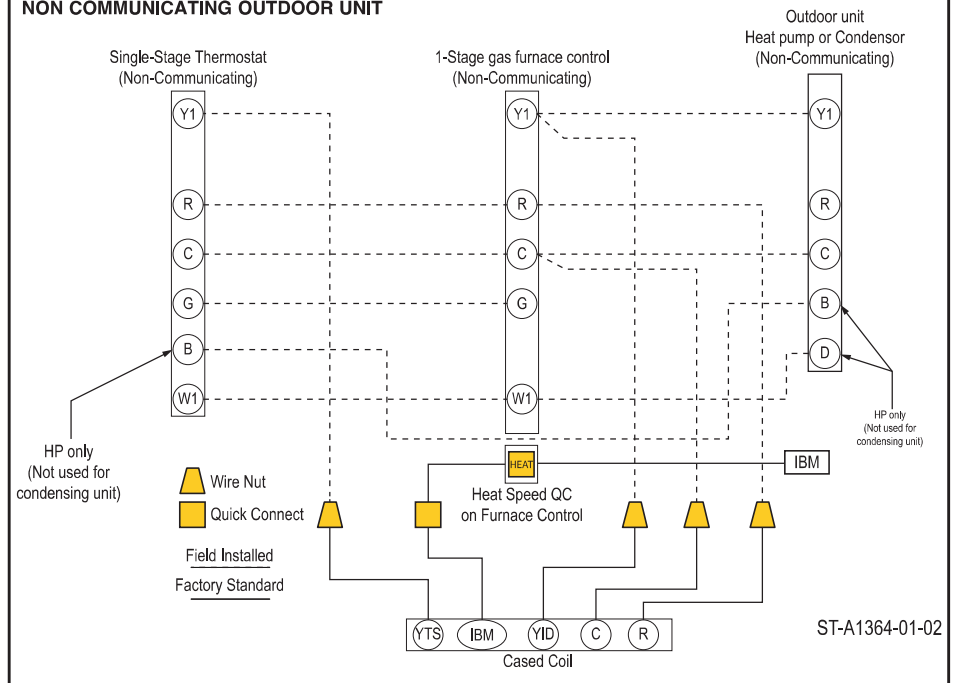 NON COMMUNICATING OUTDOOR UNIT
Single-Stage Thermostat
(Non-Communicating)
1-Stage gas furnace control
(Non-Communicating)
Outdoor unit
Heat pump or Condensor
(Non-Communicating)
Y1
Y1
Y1
R
R
R
C
C
C
G
G
B
B
D
W1
W1
HP only
(Not used for
condensing unit)
HP only
(Not used for
condensing unit)
HEAT
IBM
Heat Speed QC
on Furnace Control
Wire Nut
Quick Connect
Field Installed
Factory Standard
YTS
IBM
YID
C
R
Cased Coil
ST-A1364-01-02